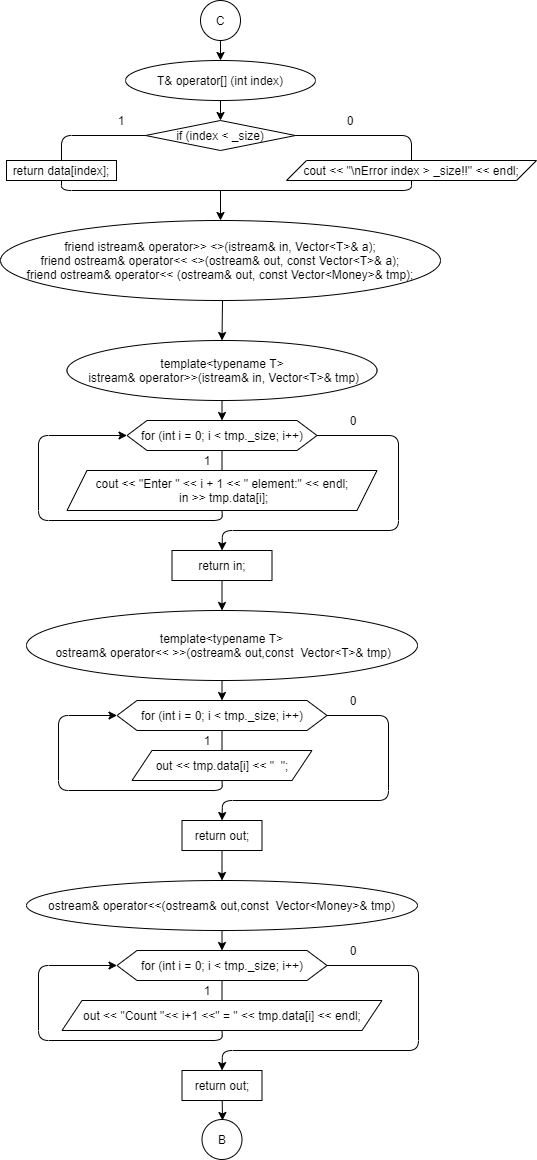 C
T& operator[] (int index)
1
0
if (index < _size)
return data[index];
cout << "\nError index > _size!!" << endl;
friend istream& operator>> <>(istream& in, Vector<T>& a);
friend ostream& operator<< <>(ostream& out, const Vector<T>& a);
friend ostream& operator<< (ostream& out, const Vector<Money>& tmp);
template<typename T>
istream& operator>>(istream& in, Vector<T>& tmp)
for (int i = 0; i < tmp._size; i++)
0
1
cout << "Enter " << i + 1 << " element:" << endl;
in >> tmp.data[i];
return in;
template<typename T>
ostream& operator<< >>(ostream& out,const  Vector<T>& tmp)
for (int i = 0; i < tmp._size; i++)
0
1
out << tmp.data[i] << "  ";
return out;
ostream& operator<<(ostream& out,const  Vector<Money>& tmp)
for (int i = 0; i < tmp._size; i++)
0
1
out << "Count "<< i+1 <<" = " << tmp.data[i] << endl;
return out;
B